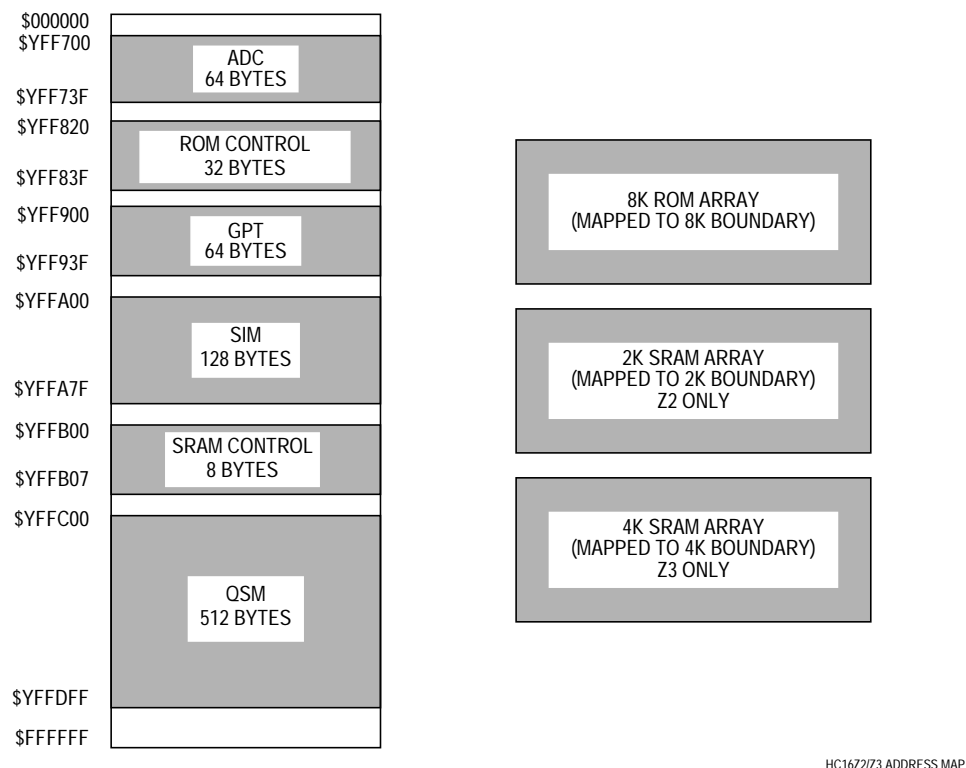 $000000
$YFF700
ADC
64 BYTES
$YFF73F
$YFF820
ROM CONTROL
32 BYTES
$YFF83F
$YFF900
GPT
64 BYTES
$YFF93F
$YFFA00
SIM
128 BYTES
$YFFA7F
$YFFB00
SRAM CONTROL
8 BYTES
$YFFB07
$YFFC00
QSM
512 BYTES
$YFFDFF
$FFFFFF
8K ROM ARRAY
(MAPPED TO 8K BOUNDARY)
2K SRAM ARRAY
(MAPPED TO 2K BOUNDARY)
Z2 ONLY
4K SRAM ARRAY
(MAPPED TO 4K BOUNDARY)
Z3 ONLY
HC16Z2/Z3 ADDRESS MAP